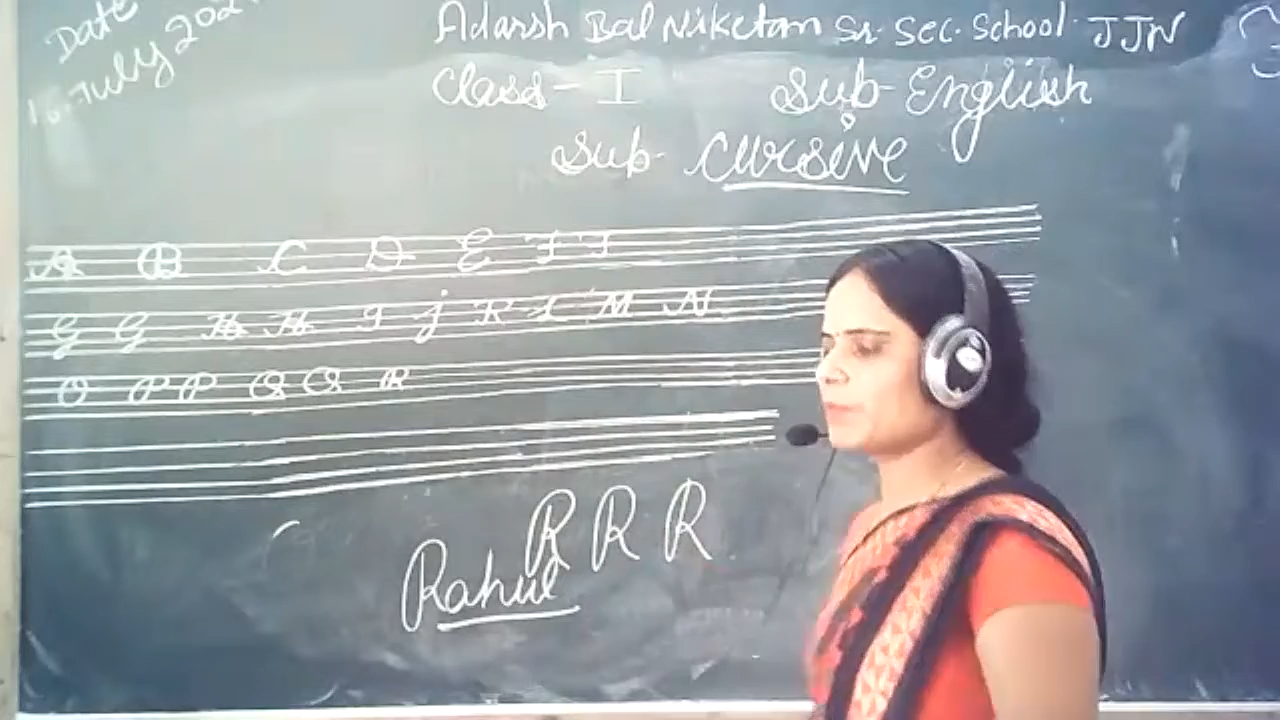 Date
16 July 202
Adarsh Bal Niketan Sr. Sec. School JJN
Class - I Sub- English
Sub- Cursive
A B C D E F F
G G H H I J K L M N
O P P Q Q R
R R R
Rahul